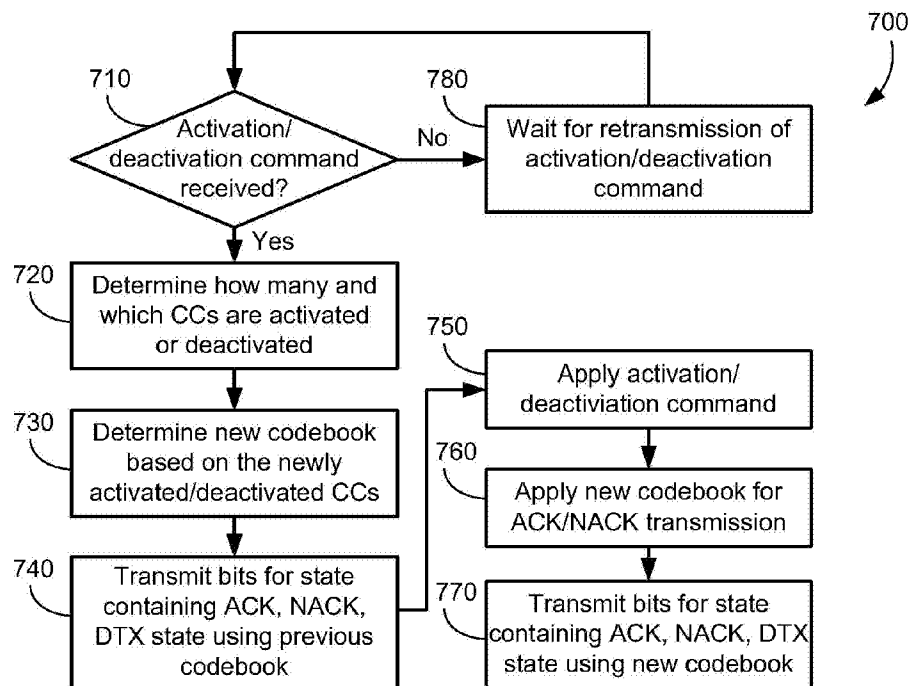 700
710
Activation/
deactivation command
received?
No
780
Wait for retransmission of
activation/deactivation
command
Yes
720
Determine how many and
which CCs are activated
or deactivated
730
Determine new codebook
based on the newly
activated/deactivated CCs
740
Transmit bits for state
containing ACK, NACK,
DTX state using previous
codebook
750
Apply activation/
deactiviation command
760
Apply new codebook for
ACK/NACK transmission
770
Transmit bits for state
containing ACK, NACK, DTX
state using new codebook